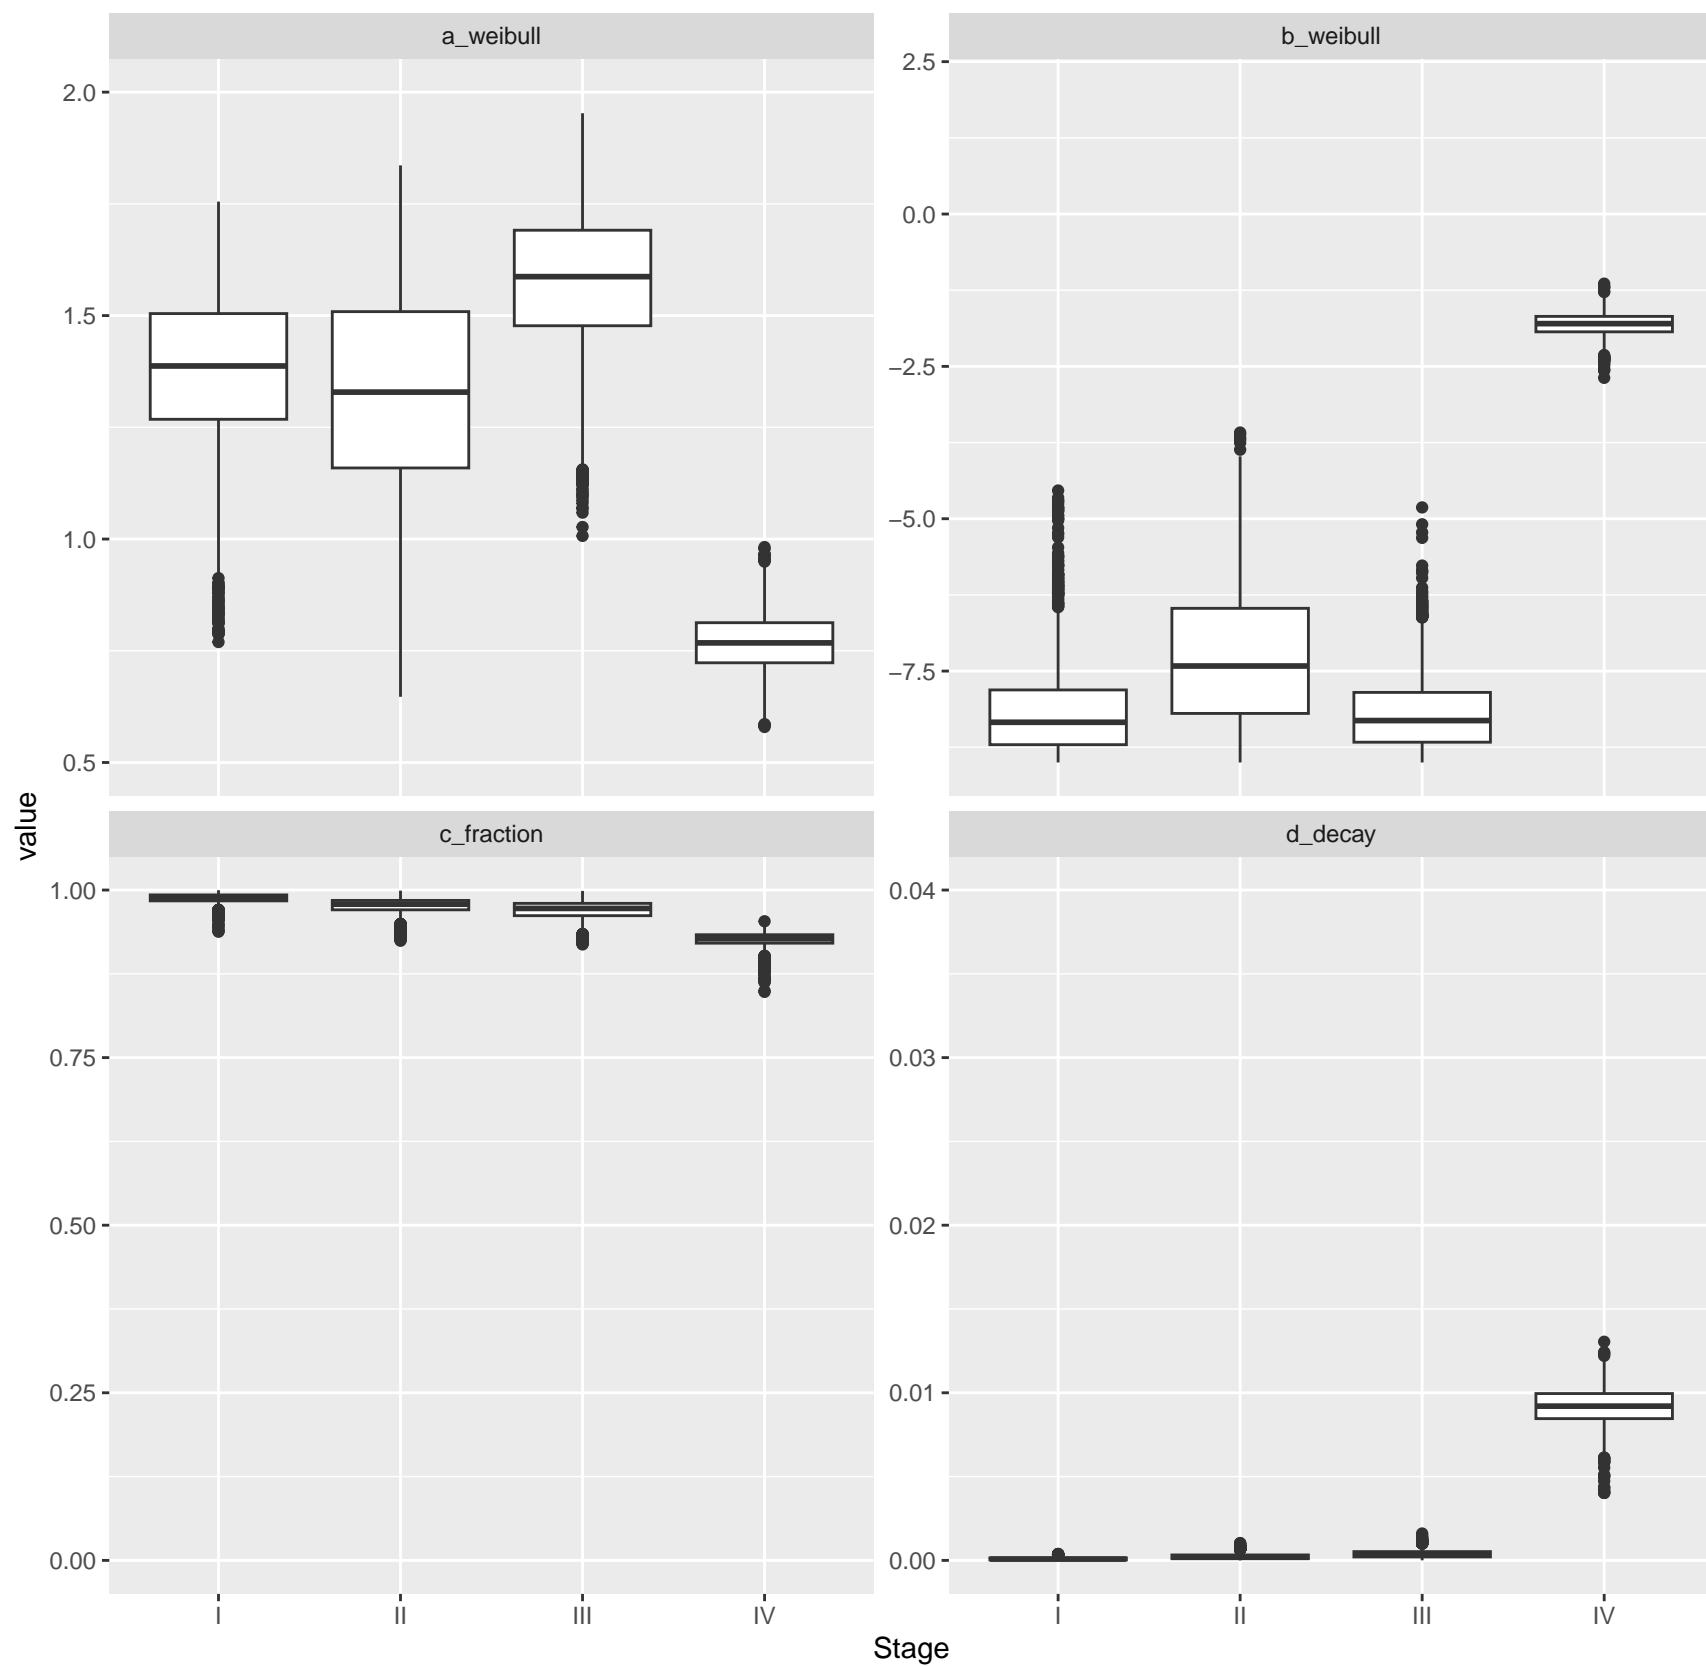 a_weibull
2.0
1.5
1.0
0.5
b_weibull
2.5
0.0
−2.5
−5.0
−7.5
value
c_fraction
1.00
0.75
0.50
0.25
0.00
d_decay
0.04
0.03
0.02
0.01
0.00
I II III IV
I II III IV
Stage